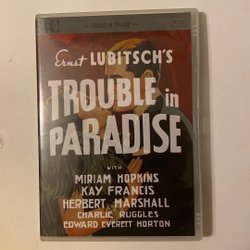 Ernst LUBITSCH'S
TROUBLE in
PARADISE
WITH
MIRIAM HOPKINS
KAY FRANCIS
HERBERT MARSHALL
CHARLIE RUGGLES
EDWARD EVERETT HORTON